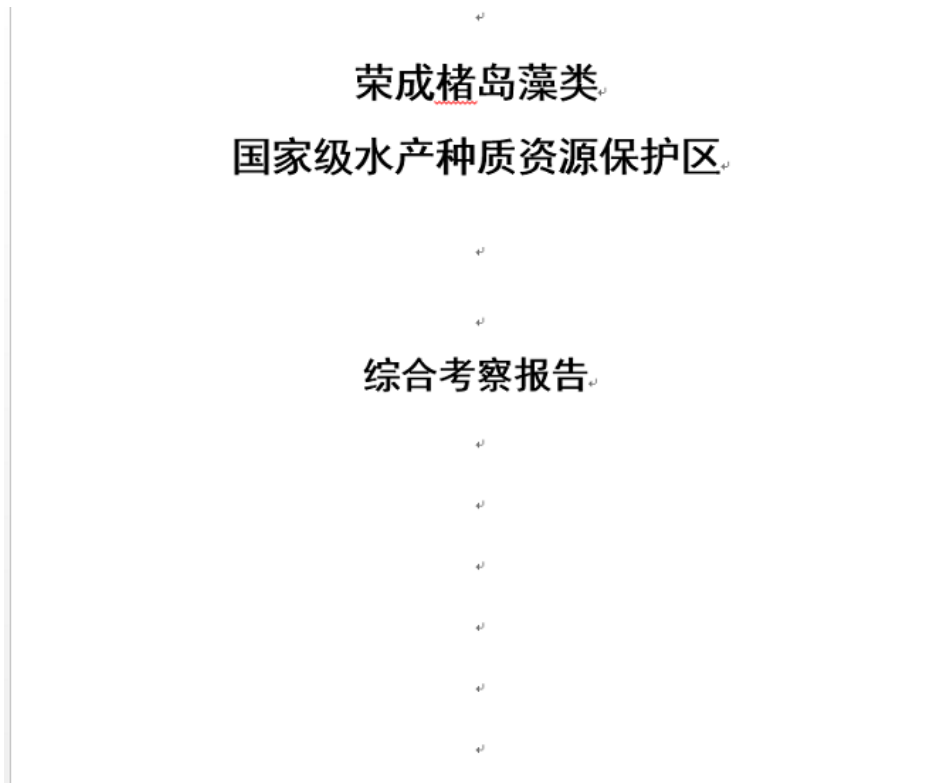 荣成楮岛藻类
国家级水产种质资源保护区
综合考察报告